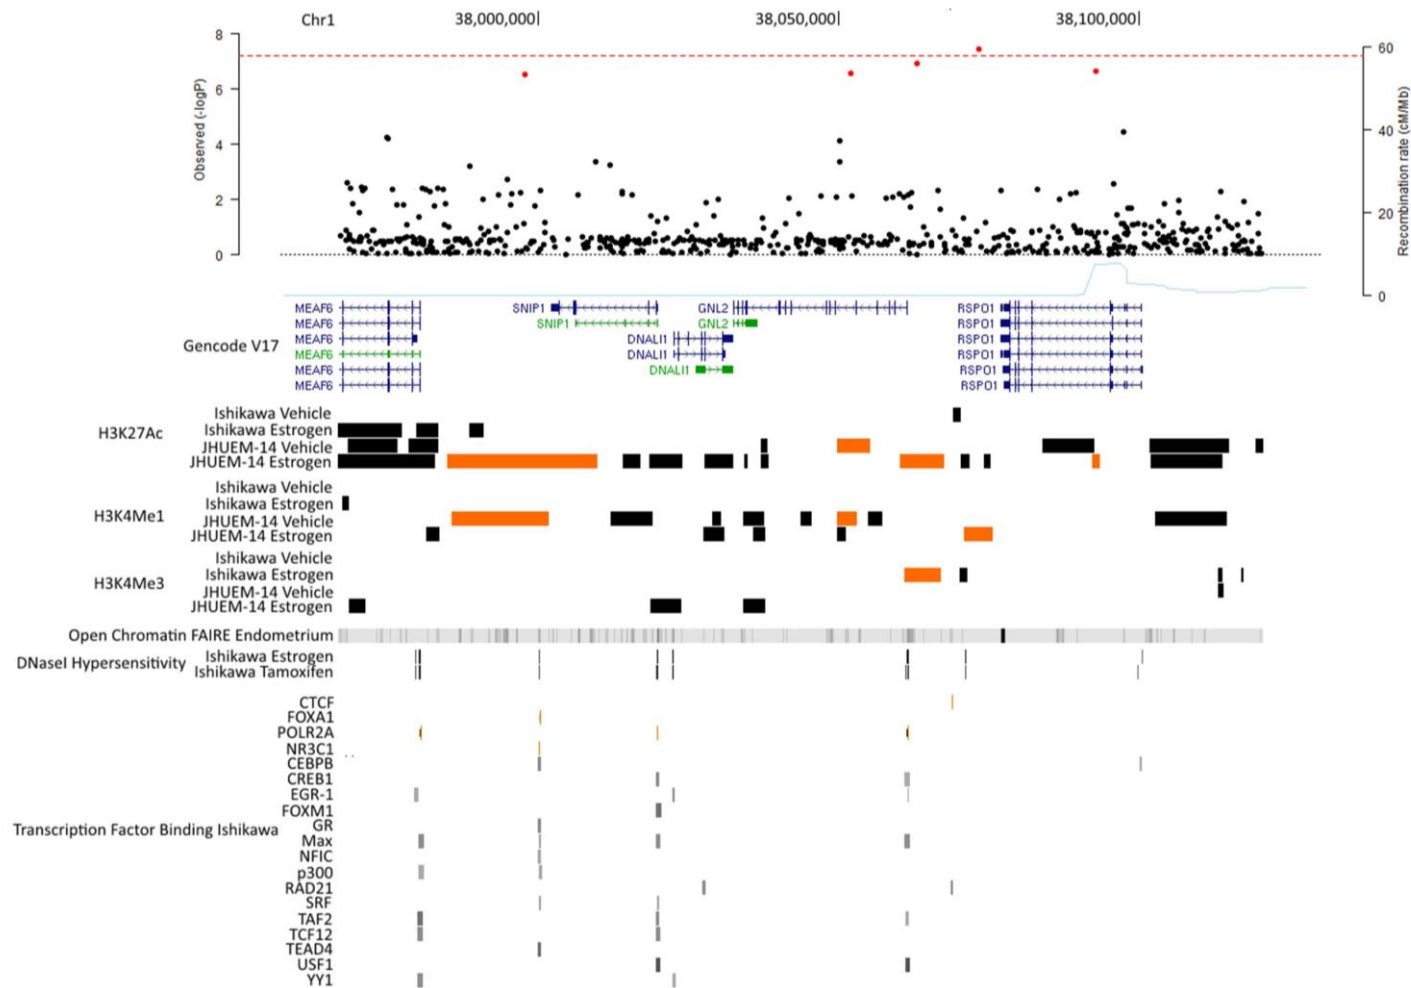 Chr1 38,000,000| 38,050,000| 38,100,000|
8 60
6 40
4 20
2 0
0
Observed (-logP)
Recombination rate (cM/Mb)
Gencode V17
MEAF6 SNIP1 GNL2 RSPO1
MEAF6 SNIP1 GNL2 RSPO1
MEAF6 DNALI1 RSPO1
MEAF6 DNALI1 RSPO1
MEAF6 DNALI1 RSPO1
MEAF6 RSPO1
H3K27Ac
Ishikawa Vehicle
Ishikawa Estrogen
JHUEM-14 Vehicle
JHUEM-14 Estrogen
H3K4Me1
Ishikawa Vehicle
Ishikawa Estrogen
JHUEM-14 Vehicle
JHUEM-14 Estrogen
H3K4Me3
Ishikawa Vehicle
Ishikawa Estrogen
JHUEM-14 Vehicle
JHUEM-14 Estrogen
Open Chromatin FAIRE Endometrium
DNaseI Hypersensitivity
Ishikawa Estrogen
Ishikawa Tamoxifen
Transcription Factor Binding Ishikawa
CTCF
FOXA1
POLR2A
NR3C1
CEBPB
CREB1
EGR-1
FOXM1
GR
Max
NFIC
p300
RAD21
SRF
TAF2
TCF12
TEAD4
USF1
YY1